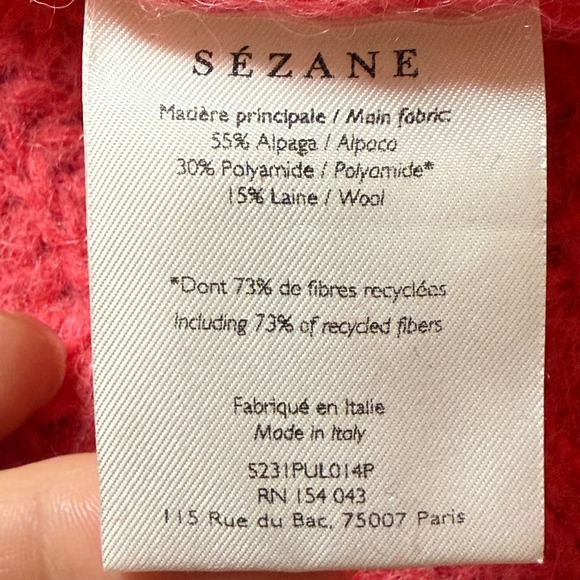 SÉZANE
Matière principale / Main fabric:
55% Alpaga / Alpaca
30% Polyamide / Polyamide*
15% Laine / Wool
*Dont 73% de fibres recyclées
Including 73% of recycled fibers
Fabriqué en Italie
Made in Italy
S231PUL014P
RN 154 043
115 Rue du Bac, 75007 Paris